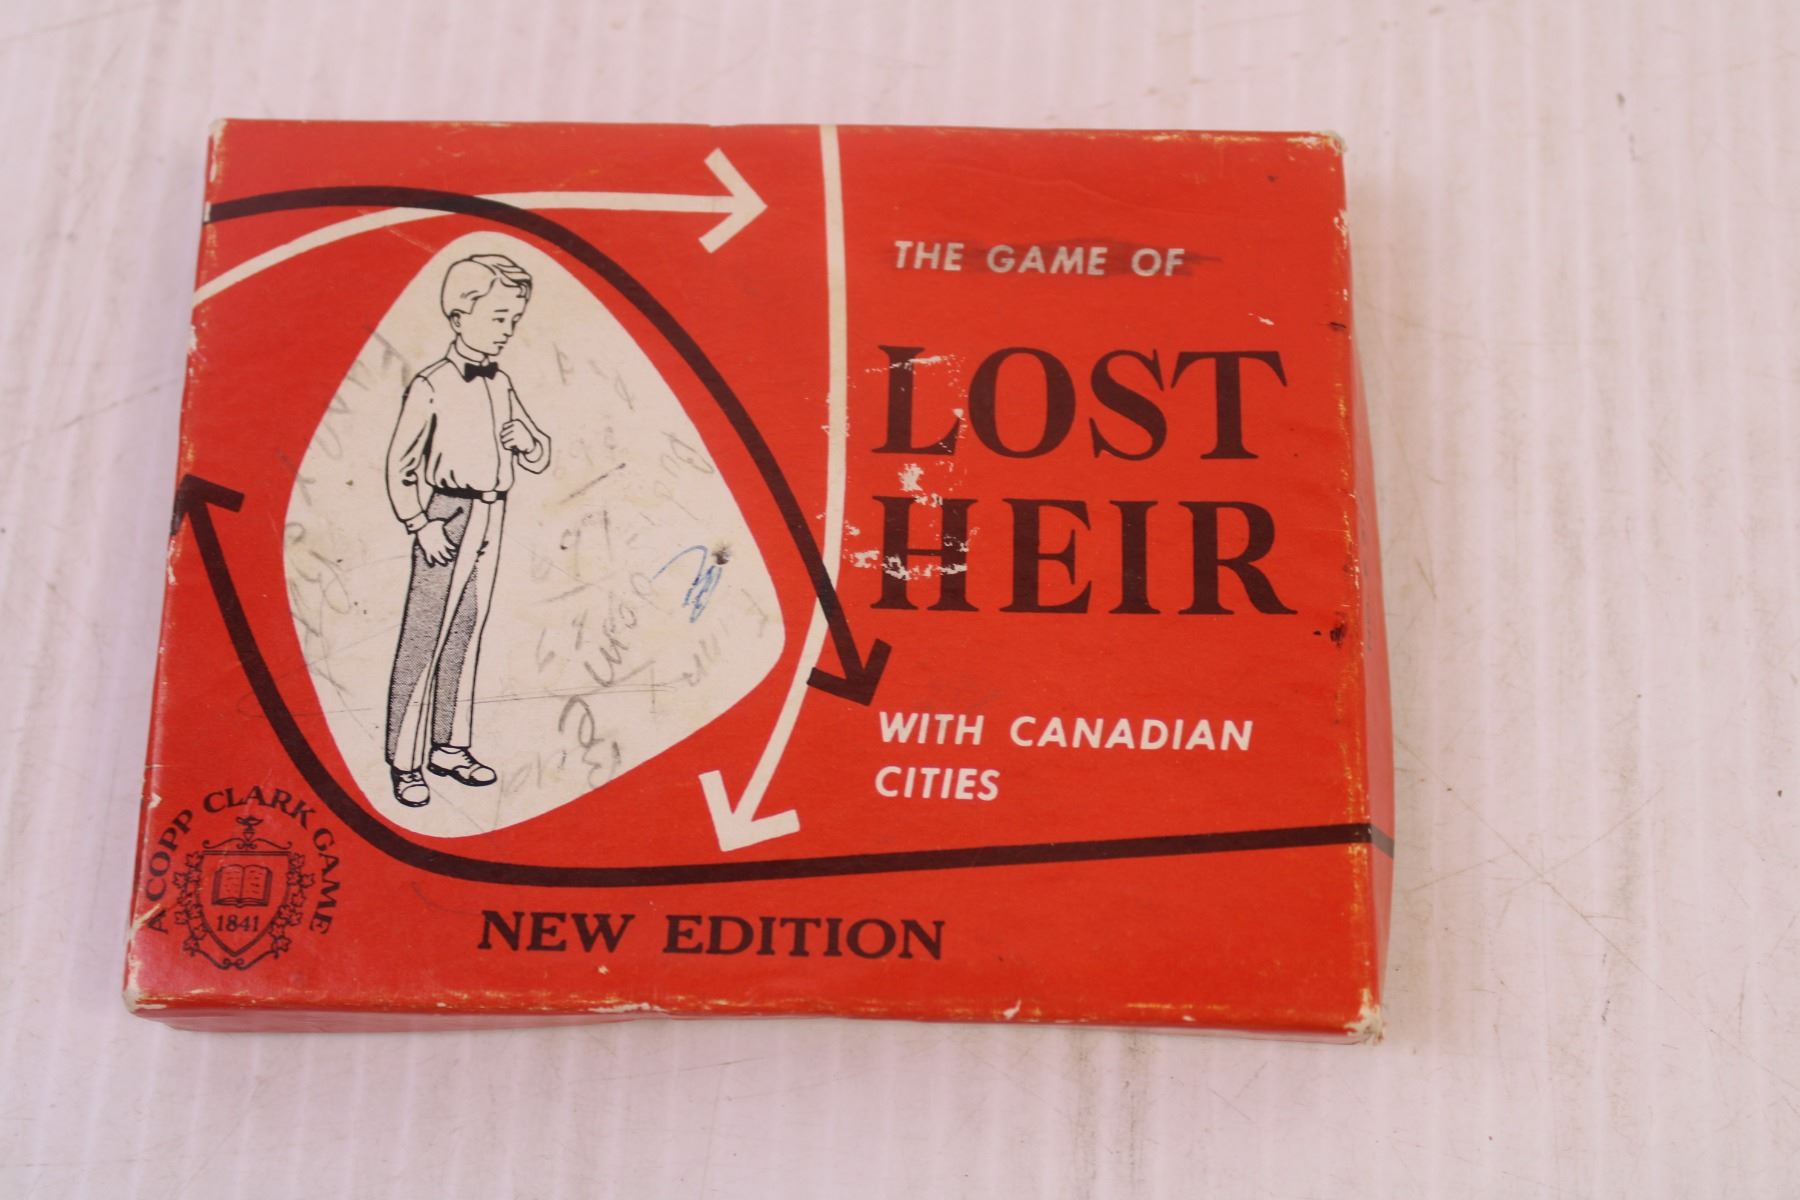 THE GAME OF
LOST
HEIR
WITH CANADIAN
CITIES
A COPP CLARK GAME
1841
NEW EDITION